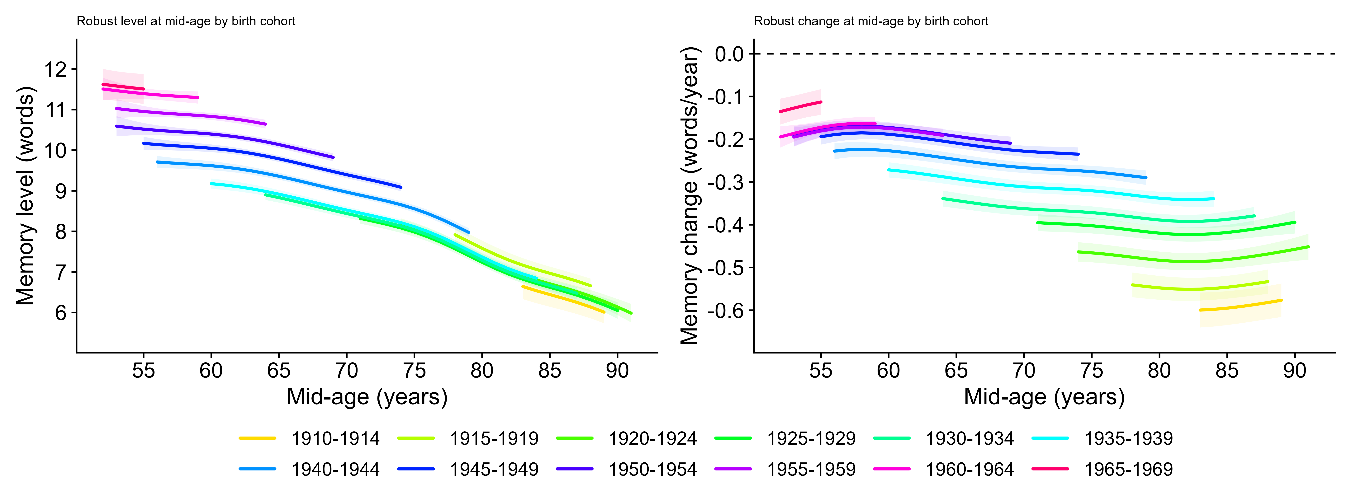 Robust level at mid-age by birth cohort
Memory level (words)
12
11
10
9
8
7
6
55 60 65 70 75 80 85 90
Mid-age (years)
Robust change at mid-age by birth cohort
Memory change (words/year)
0.0
-0.1
-0.2
-0.3
-0.4
-0.5
-0.6
55 60 65 70 75 80 85 90
Mid-age (years)
1910-1914 1915-1919 1920-1924 1925-1929 1930-1934 1935-1939
1940-1944 1945-1949 1950-1954 1955-1959 1960-1964 1965-1969